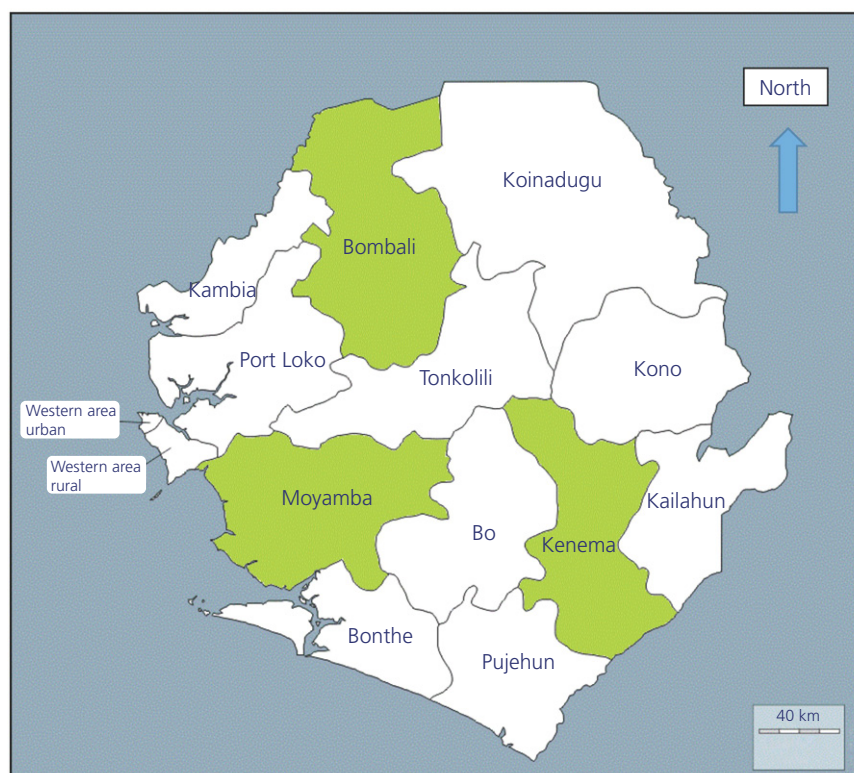 North
Koinadugu
Bombali
Kambia
Port Loko
Tonkolili
Kono
Western area
urban
Western area
rural
Moyamba
Kailahun
Bo
Kenema
Bonthe
Pujehun
40 km